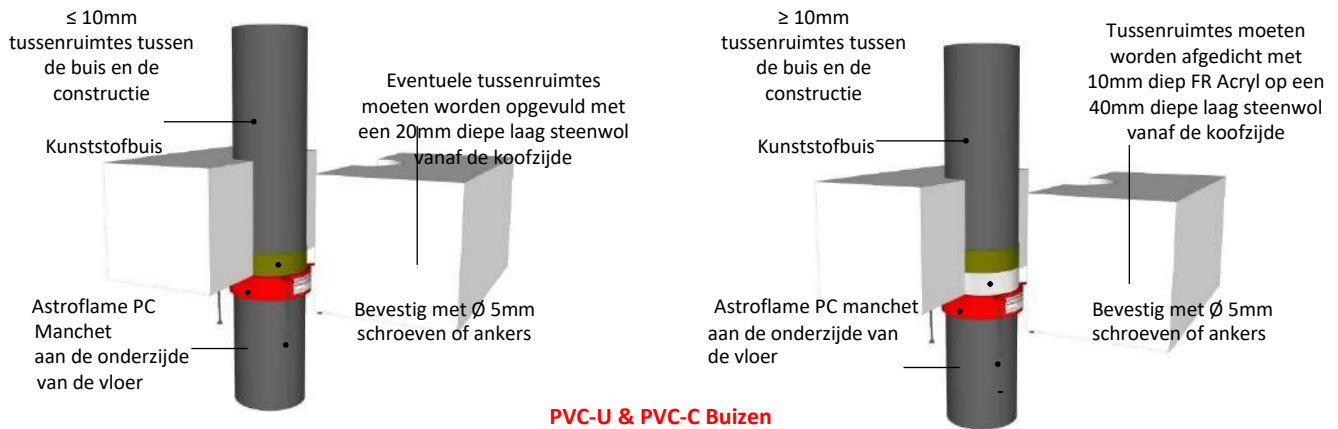 ≤ 10mm
tussenruimtes tussen
de buis en de
constructie
Eventuele tussenruimtes
moeten worden opgevuld met
een 20mm diepe laag steenwol
vanaf de koofzijde
Kunststofbuis
Astroflame PC
Manchet
aan de onderzijde
van de vloer
Bevestig met Ø 5mm
schroeven of ankers
≥ 10mm
tussenruimtes tussen
de buis en de
constructie
Tussenruimtes moeten
worden afgedicht met
10mm diep FR Acryl op een
40mm diepe laag steenwol
vanaf de koofzijde
Kunststofbuis
Astroflame PC manchet
aan de onderzijde van
de vloer
Bevestig met Ø 5mm
schroeven of ankers
PVC-U & PVC-C Buizen